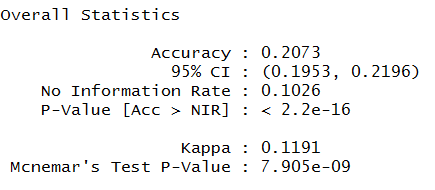 Overall Statistics
Accuracy : 0.2073
95% CI : (0.1953, 0.2196)
No Information Rate : 0.1026
P-Value [Acc > NIR] : < 2.2e-16
Kappa : 0.1191
Mcnemar's Test P-Value : 7.905e-09